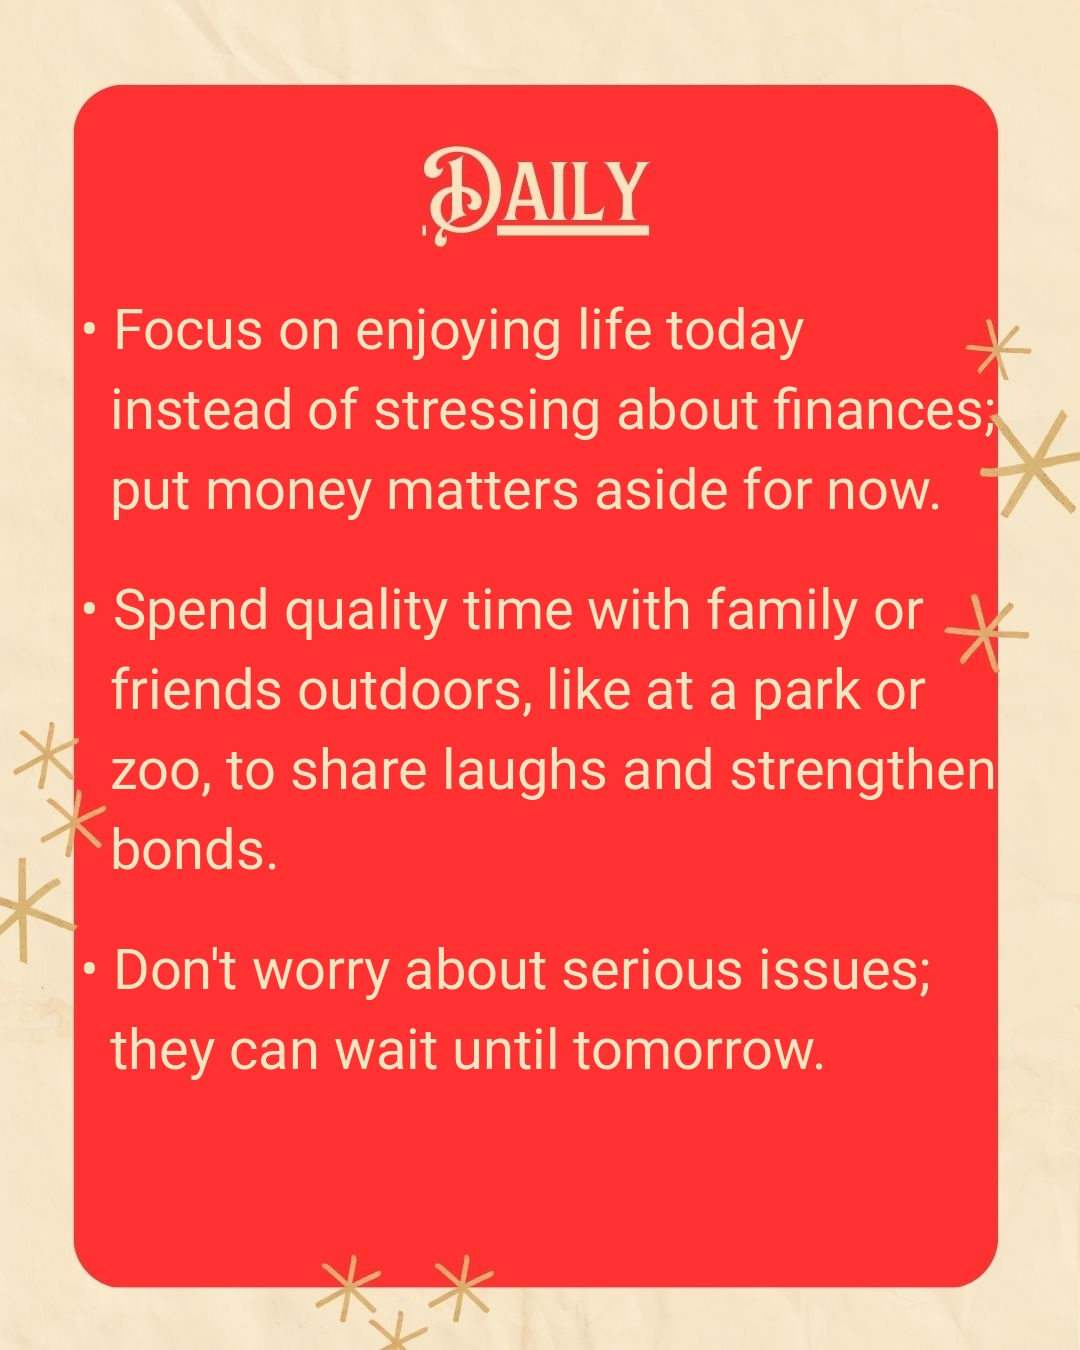 Daily
• Focus on enjoying life today
instead of stressing about finances;
put money matters aside for now.
• Spend quality time with family or
friends outdoors, like at a park or
zoo, to share laughs and strengthen
bonds.
• Don't worry about serious issues;
they can wait until tomorrow.